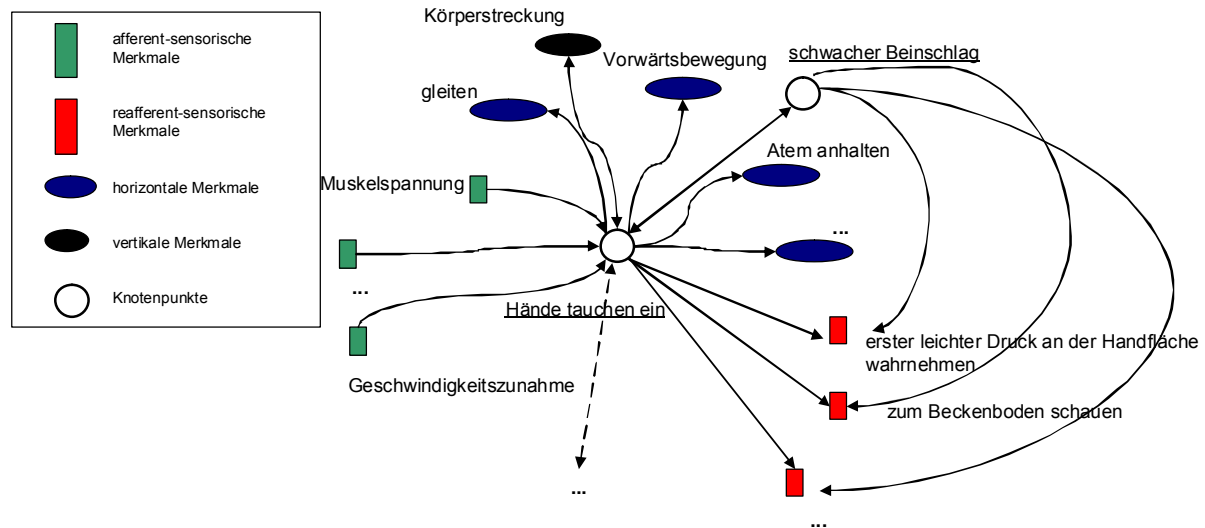 afferent-sensorische
Merkmale
reafferent-sensorische
Merkmale
horizontale Merkmale
vertikale Merkmale
Knotenpunkte
Körperstreckung
Vorwärtsbewegung
schwacher Beinschlag
gleiten
Atem anhalten
Muskelspannung
...
...
Hände tauchen ein
erster leichter Druck an der Handfläche
wahrnehmen
Geschwindigkeitszunahme
zum Beckenboden schauen
...
...